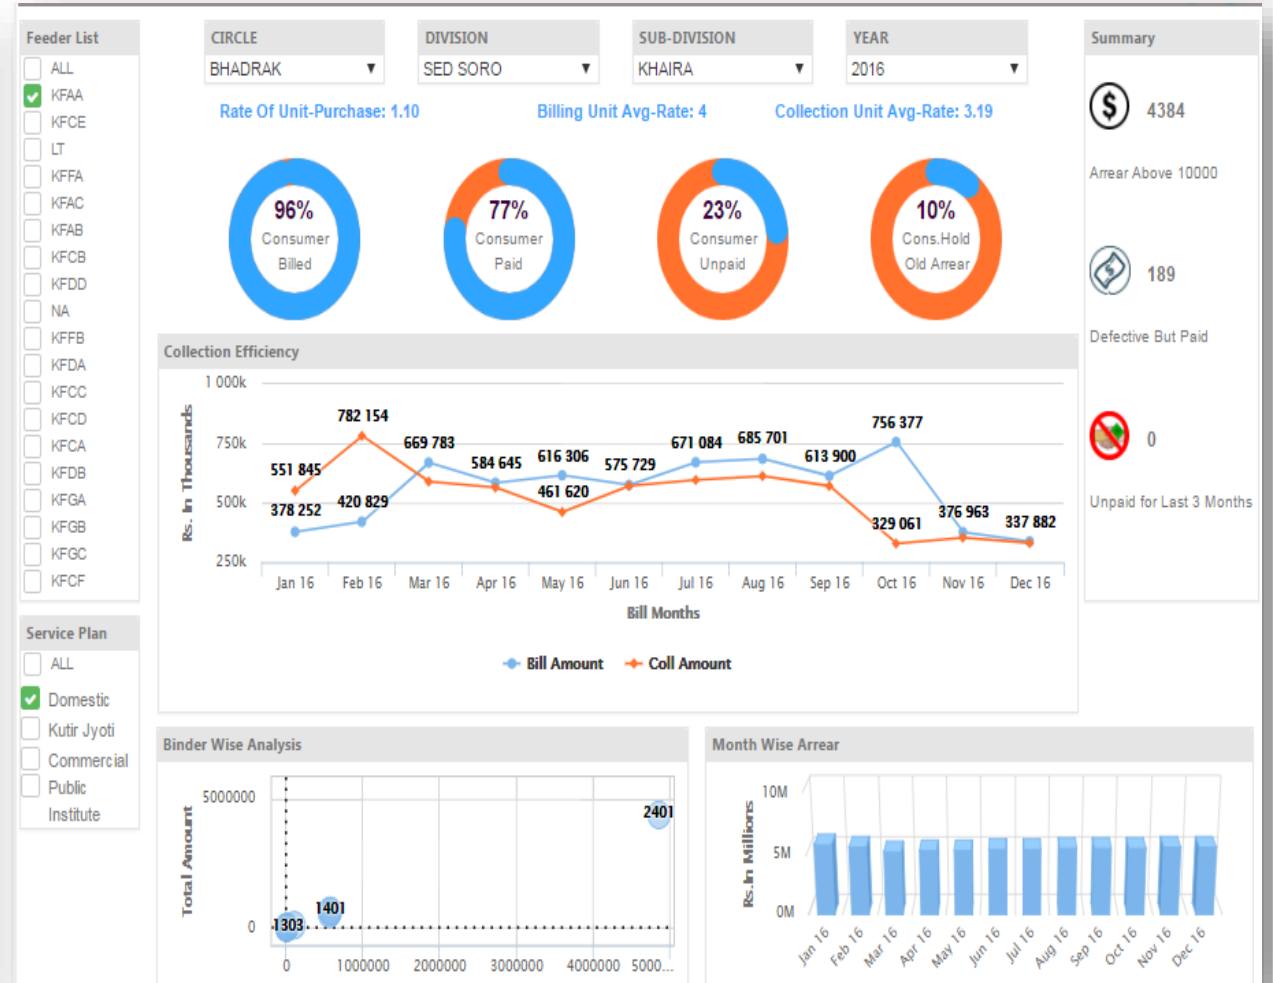 Feeder List
ALL
KFAA
KFCE
LT
KFFA
KFAC
KFAB
KFCB
KFDD
NA
KFFB
KFDA
KFCC
KFCD
KFCA
KFDB
KFGA
KFGB
KFGC
KFCF
Service Plan
ALL
Domestic
Kutir Jyoti
Commercial
Public
Institute
CIRCLE
BHADRAK
DIVISION
SED SORO
SUB-DIVISION
KHAIRA
YEAR
2016
Rate Of Unit-Purchase: 1.10
Billing Unit Avg-Rate: 4
Collection Unit Avg-Rate: 3.19
96%
Consumer
Billed
77%
Consumer
Paid
23%
Consumer
Unpaid
10%
Cons.Hold
Old Arrear
Collection Efficiency
Rs. In Thousands
1 000k
750k
500k
250k
551 845
378 252
782 154
420 829
669 783
584 645
616 306
461 620
575 729
671 084
685 701
613 900
756 377
329 061
376 963
337 882
Jan 16 Feb 16 Mar 16 Apr 16 May 16 Jun 16 Jul 16 Aug 16 Sep 16 Oct 16 Nov 16 Dec 16
Bill Months
Bill Amount Coll Amount
Summary
4384
Arrear Above 10000
189
Defective But Paid
0
Unpaid for Last 3 Months
Binder Wise Analysis
Total Amount
5000000
0
2401
1401
1303
0 1000000 2000000 3000000 4000000 5000...
Month Wise Arrear
Rs.In Millions
10M
5M
0M
Jan 16 Feb 16 Mar 16 Apr 16 May 16 Jun 16 Jul 16 Aug 16 Sep 16 Oct 16 Nov 16 Dec 16